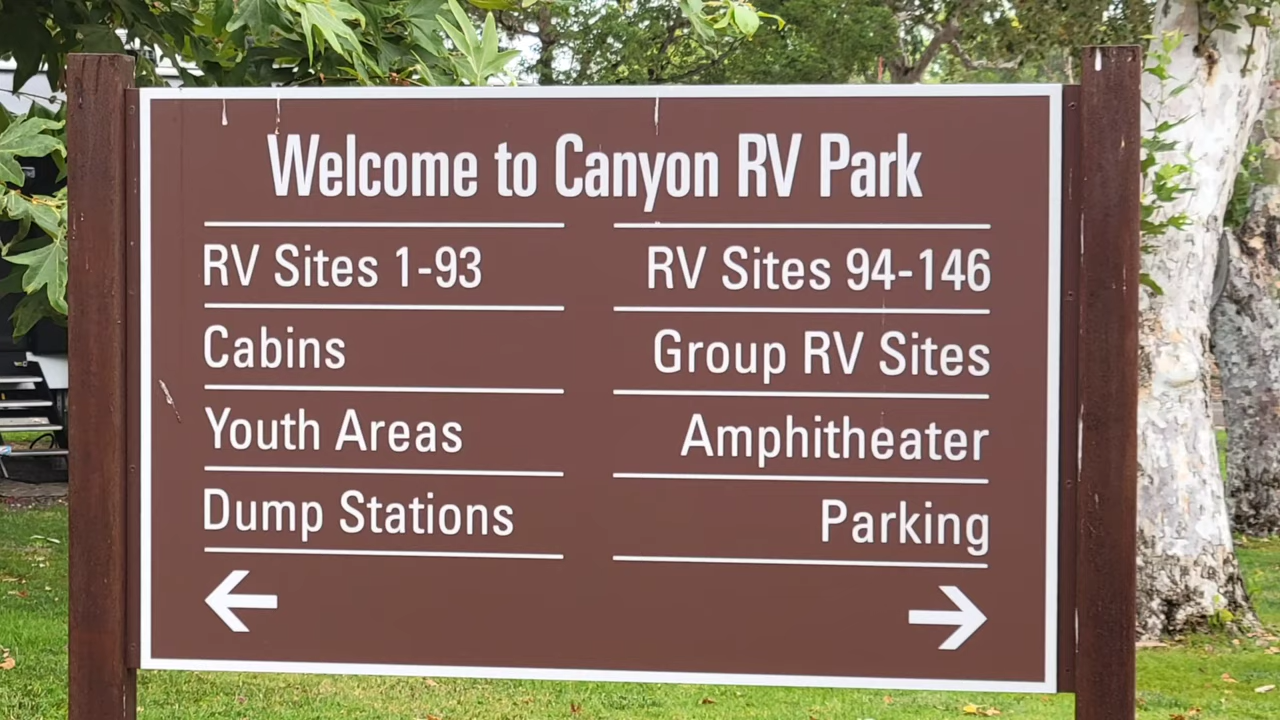 Welcome to Canyon RV Park
RV Sites 1-93
Cabins
Youth Areas
Dump Stations
RV Sites 94-146
Group RV Sites
Amphitheater
Parking